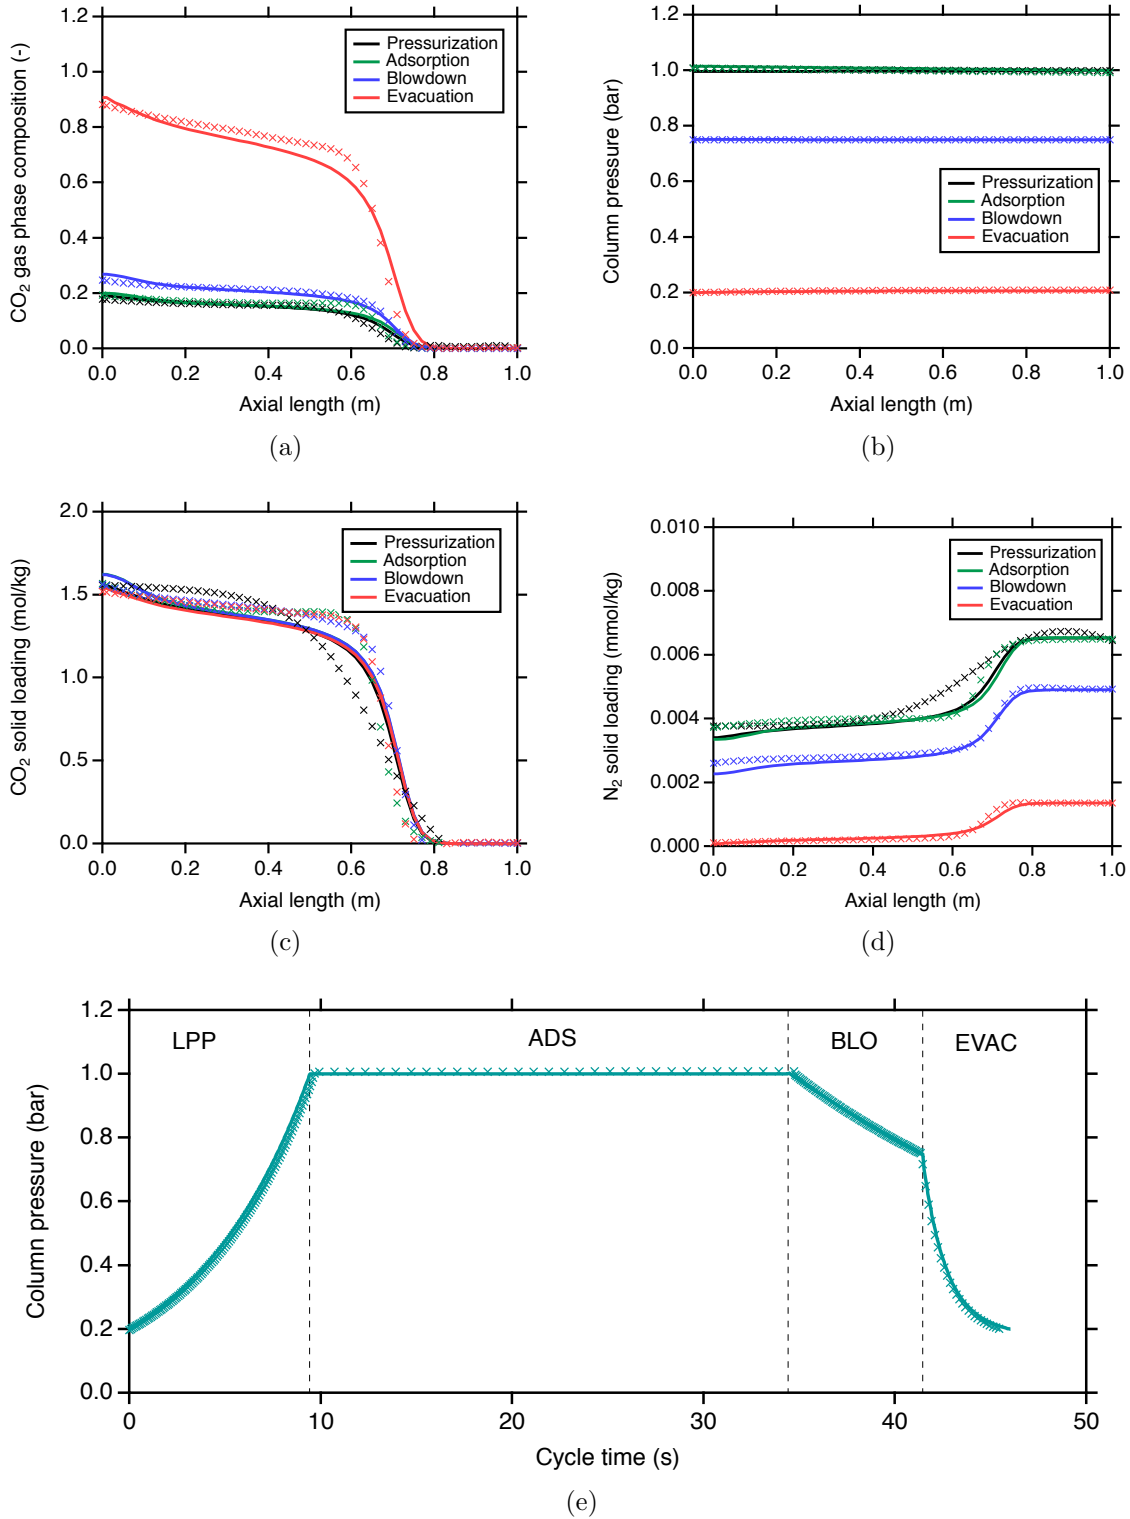 1.2
1.0
0.8
0.6
0.4
0.2
0.0
CO2 gas phase composition (-)
Pressurization
Adsorption
Blowdown
Evacuation
0.0 0.2 0.4 0.6 0.8 1.0
Axial length (m)
(a)
1.2
1.0
0.8
0.6
0.4
0.2
0.0
Column pressure (bar)
Pressurization
Adsorption
Blowdown
Evacuation
0.0 0.2 0.4 0.6 0.8 1.0
Axial length (m)
(b)
2.0
1.5
1.0
0.5
0.0
CO2 solid loading (mol/kg)
Pressurization
Adsorption
Blowdown
Evacuation
0.0 0.2 0.4 0.6 0.8 1.0
Axial length (m)
(c)
0.010
0.008
0.006
0.004
0.002
0.000
N2 solid loading (mmol/kg)
Pressurization
Adsorption
Blowdown
Evacuation
0.0 0.2 0.4 0.6 0.8 1.0
Axial length (m)
(d)
1.2
1.0
0.8
0.6
0.4
0.2
0.0
Column pressure (bar)
LPP ADS BLO EVAC
0 10 20 30 40 50
Cycle time (s)
(e)